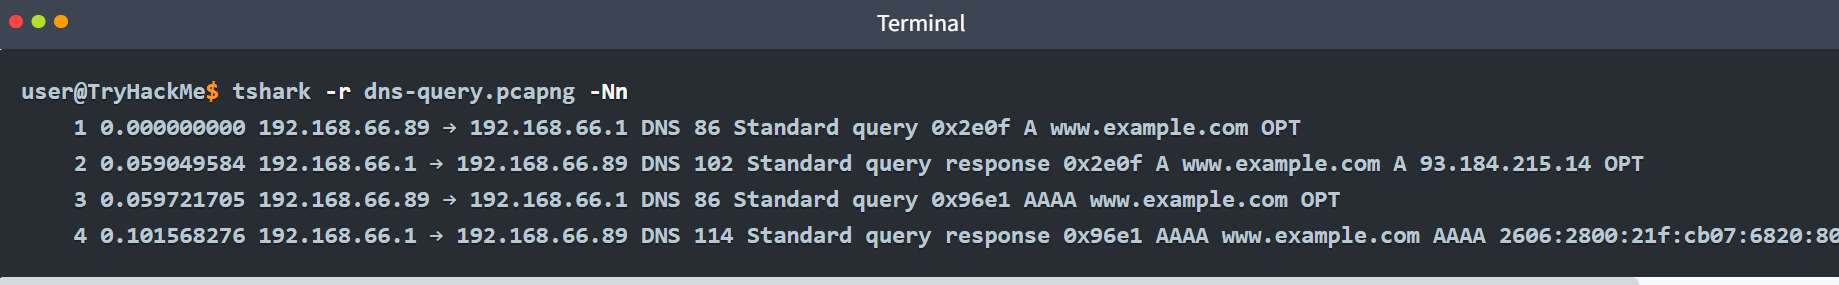 Terminal
user@TryHackMe$ tshark -r dns-query.pcapng -Nn
1 0.000000000 192.168.66.89 → 192.168.66.1 DNS 86 Standard query 0x2e0f A www.example.com OPT
2 0.059049584 192.168.66.1 → 192.168.66.89 DNS 102 Standard query response 0x2e0f A www.example.com A 93.184.215.14 OPT
3 0.059721705 192.168.66.89 → 192.168.66.1 DNS 86 Standard query 0x96e1 AAAA www.example.com OPT
4 0.101568276 192.168.66.1 → 192.168.66.89 DNS 114 Standard query response 0x96e1 AAAA www.example.com AAAA 2606:2800:21f:cb07:6820:80